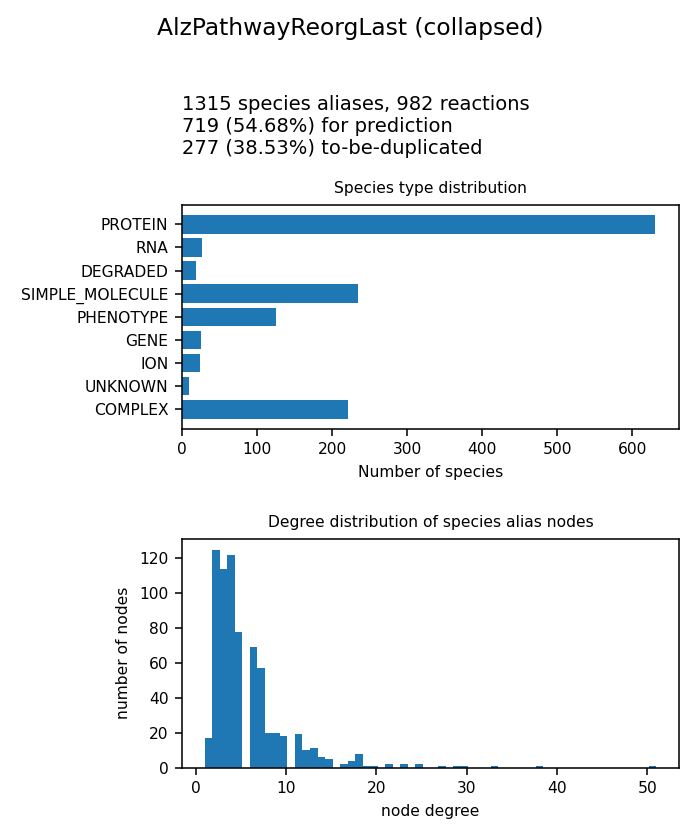 AlzPathwayReorgLast (collapsed)
1315 species aliases, 982 reactions
719 (54.68%) for prediction
277 (38.53%) to-be-duplicated
Species type distribution
PROTEIN
RNA
DEGRADED
SIMPLE_MOLECULE
PHENOTYPE
GENE
ION
UNKNOWN
COMPLEX
0 100 200 300 400 500 600
Number of species
Degree distribution of species alias nodes
number of nodes
120
100
80
60
40
20
0
0 10 20 30 40 50
node degree